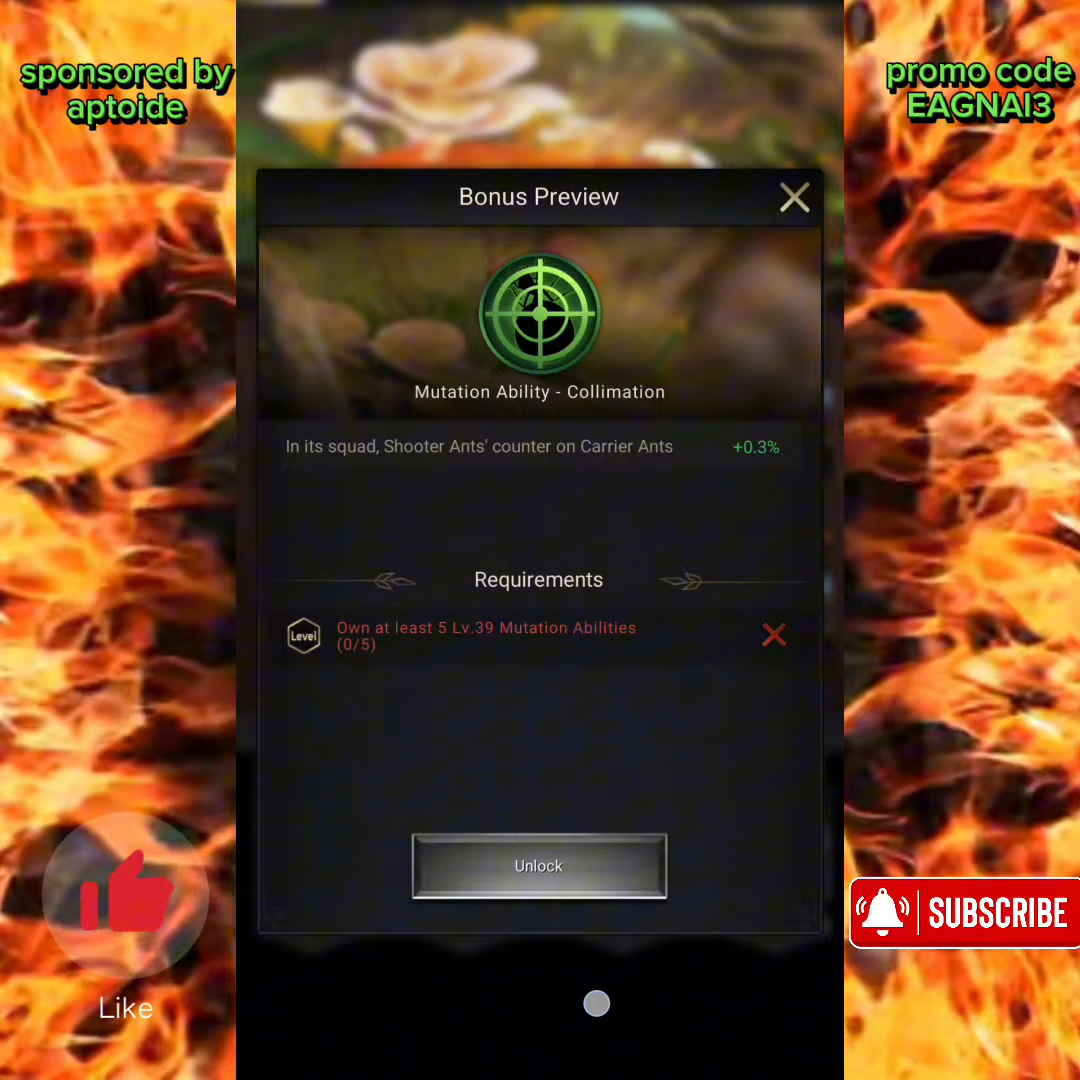 sponsored by
aptoide
promo code
EAGNAI3
Bonus Preview
Mutation Ability - Collimation
In its squad, Shooter Ants' counter on Carrier Ants +0.3%
Requirements
Level
Own at least 5 Lv.39 Mutation Abilities
(0/5)
Unlock
SUBSCRIBE
Like